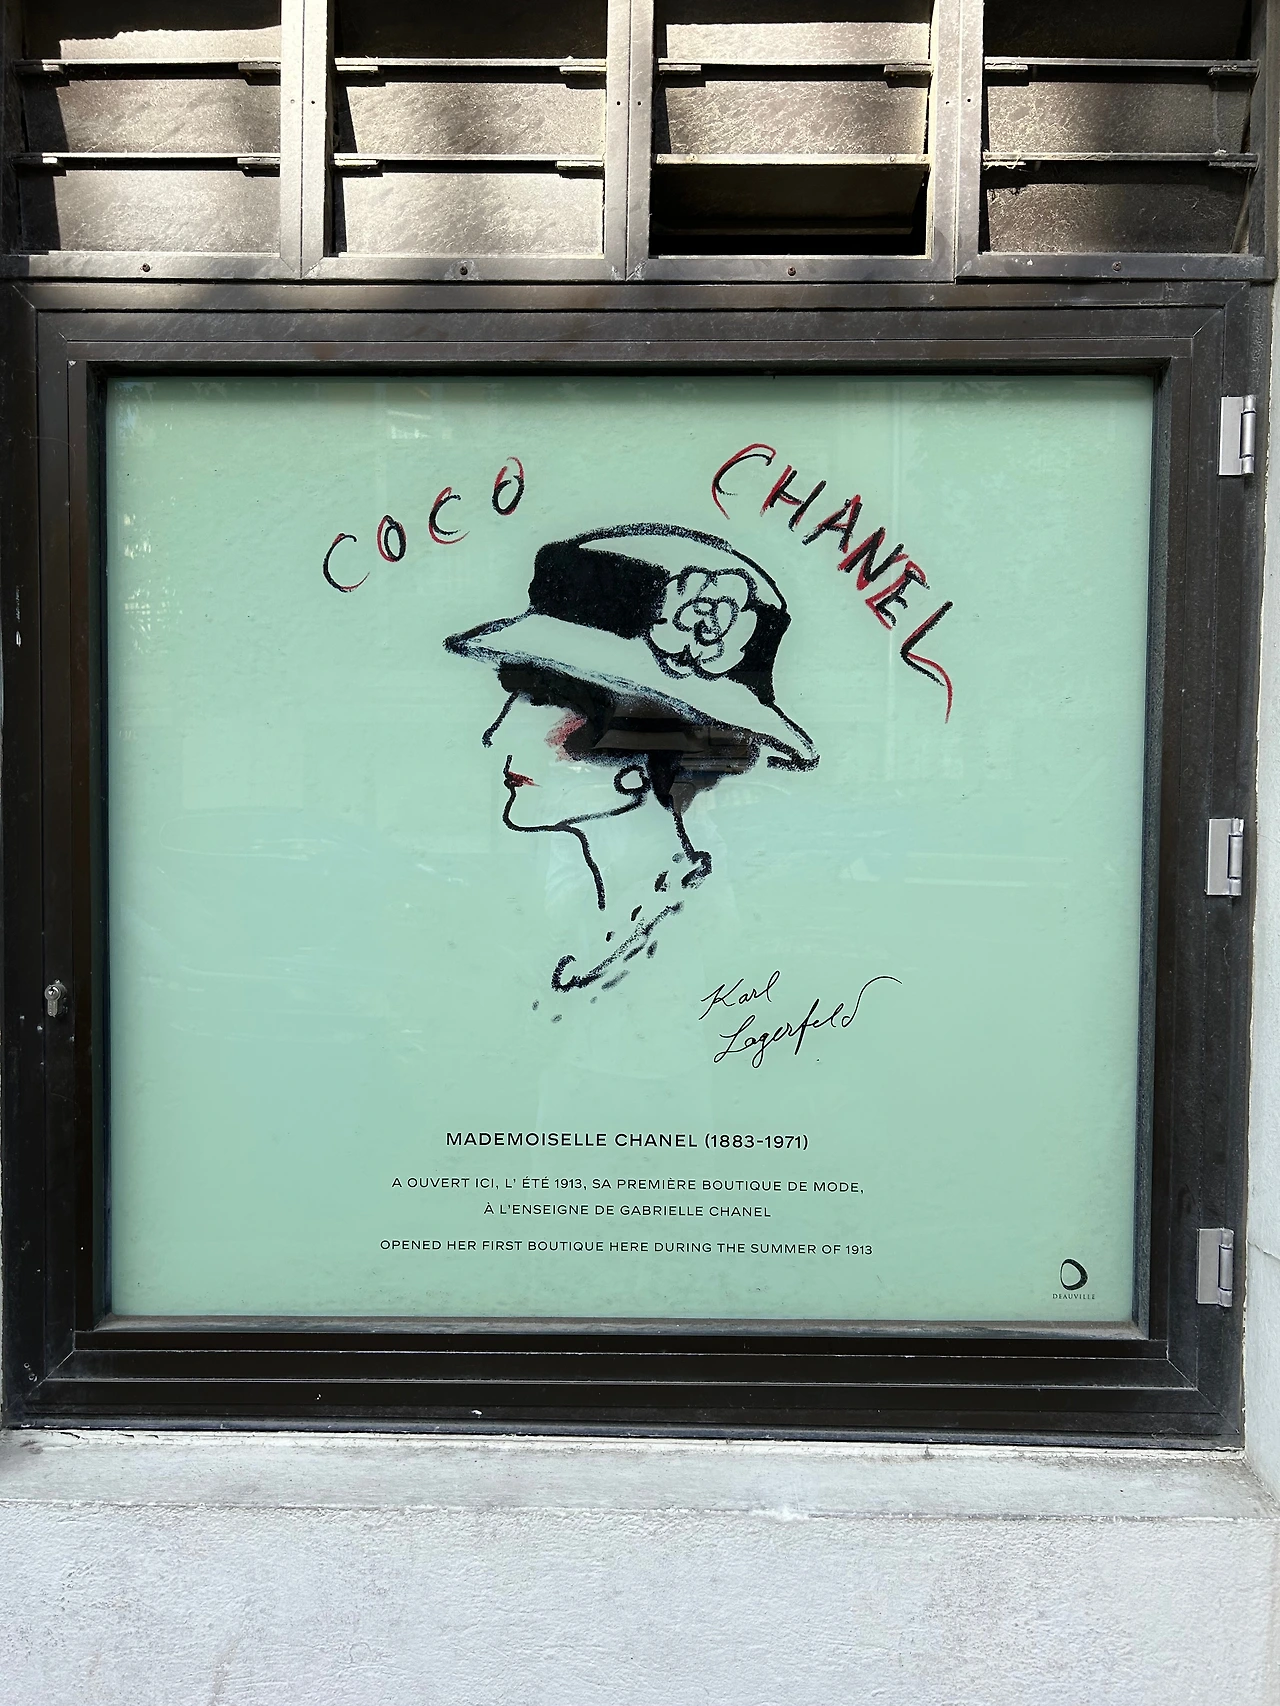 COCO CHANEL
Karl
Lagerfeld
MADEMOISELLE CHANEL (1883-1971)
A OUVERT ICI, L' ÉTÉ 1913, SA PREMIÈRE BOUTIQUE DE MODE,
À L'ENSEIGNE DE GABRIELLE CHANEL
OPENED HER FIRST BOUTIQUE HERE DURING THE SUMMER OF 1913
DEAUVILLE